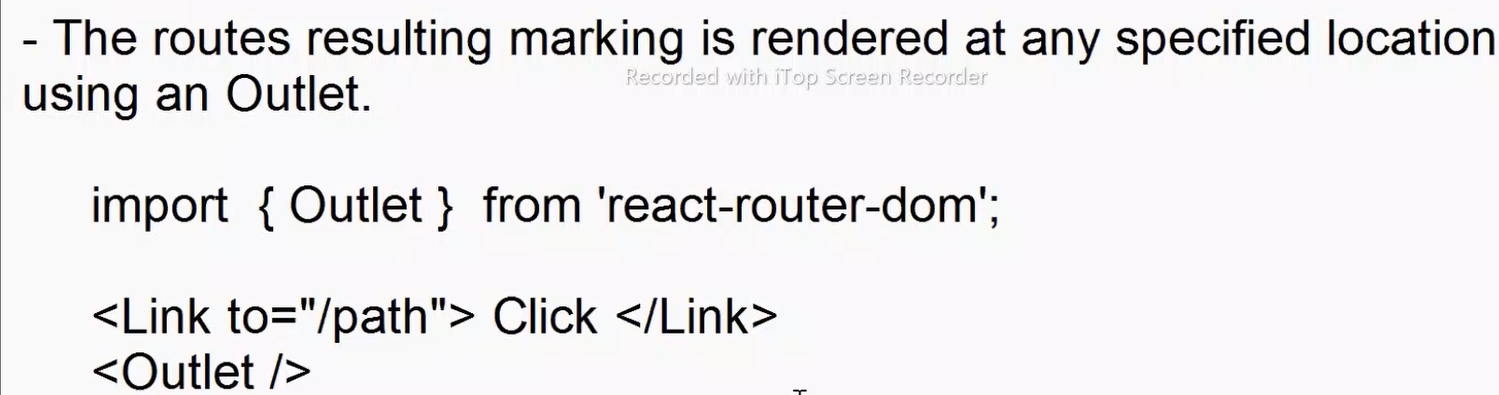 - The routes resulting marking is rendered at any specified location
Recorded with iTop Screen Recorder
using an Outlet.
import { Outlet } from 'react-router-dom';
<Link to="/path"> Click </Link>
<Outlet />